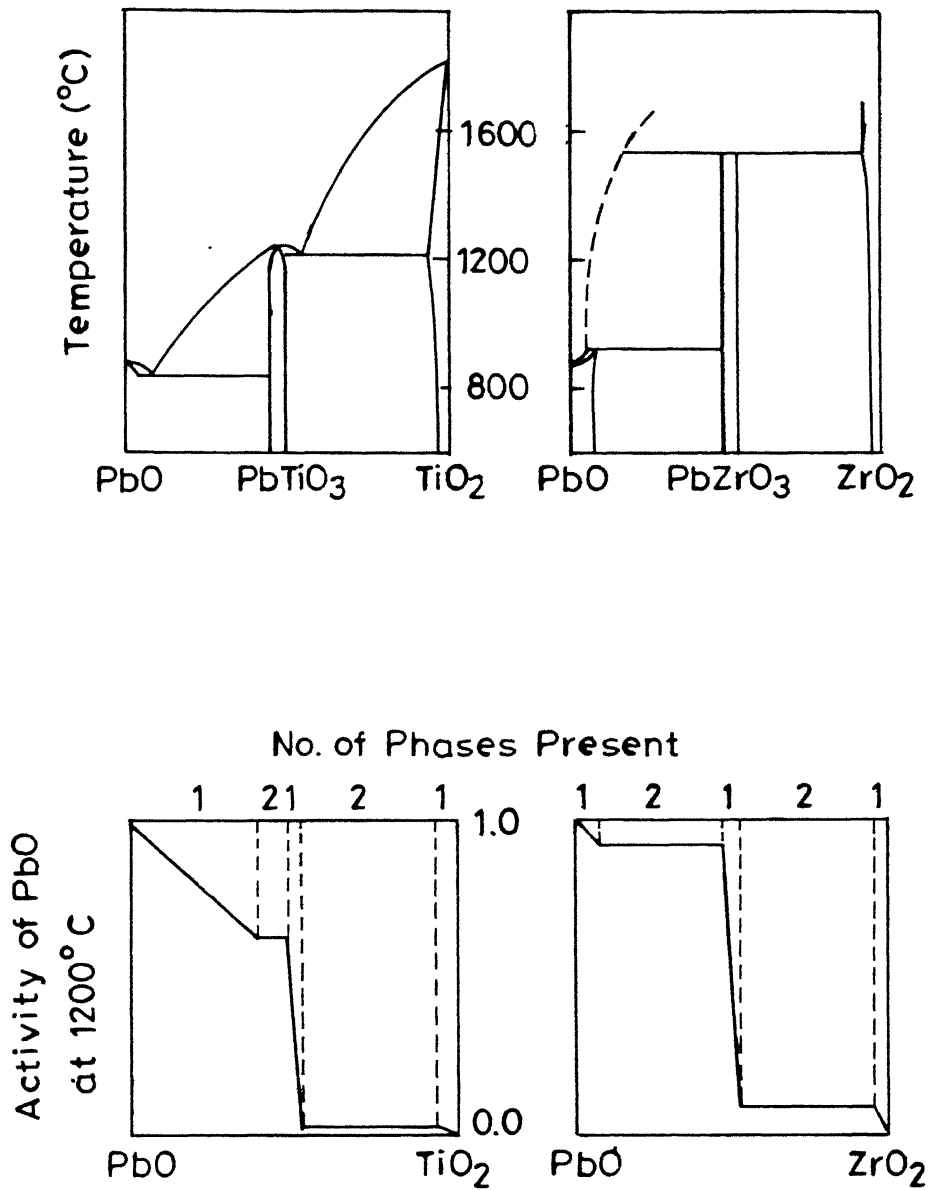 Temperature (°C)
1600
1200
800
PbO PbTiO₃ TiO₂
PbO PbZrO₃ ZrO₂
No. of Phases Present
1 2 1 2 1
1 2 1 2 1
Activity of PbO
at 1200° C
1.0
0.0
PbO TiO₂
PbO ZrO₂